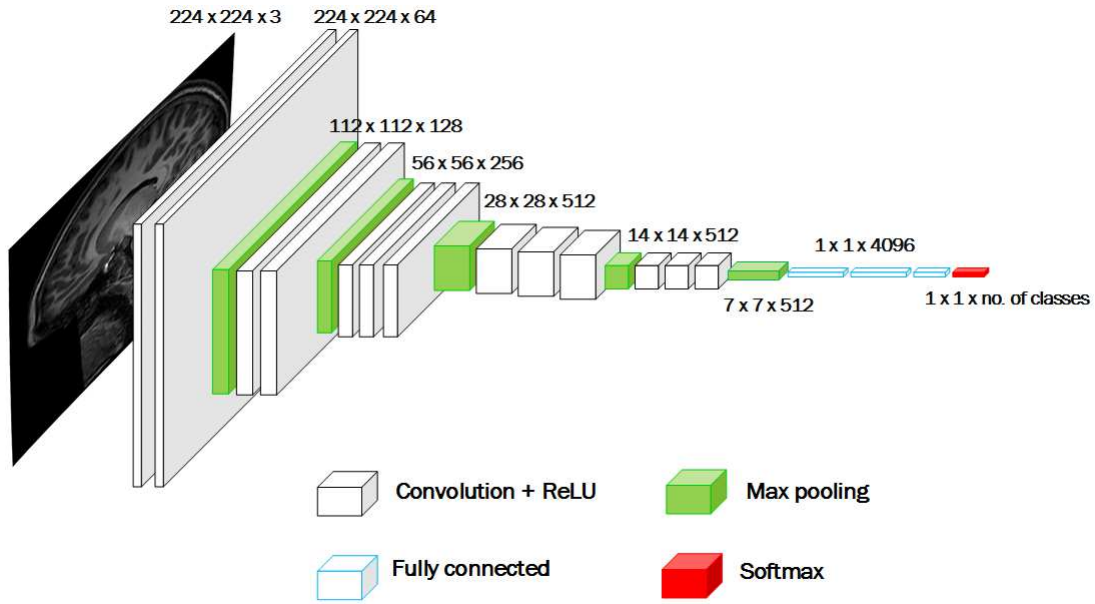 224 x 224 x 3
224 x 224 x 64
112 x 112 x 128
56 x 56 x 256
28 x 28 x 512
14 x 14 x 512
1 x 1 x 4096
7 x 7 x 512
1 x 1 x no. of classes
Convolution + ReLU
Max pooling
Fully connected
Softmax